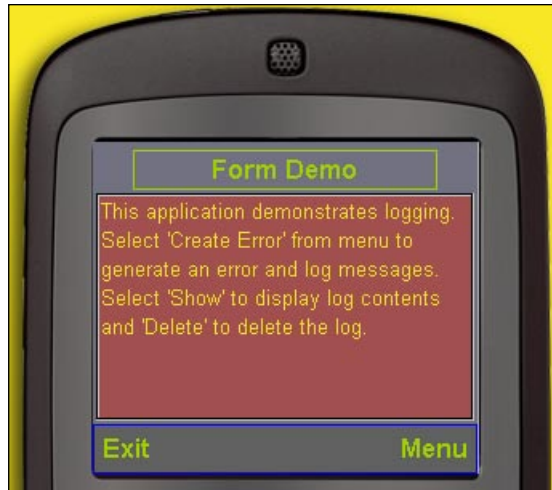 Form Demo
This application demonstrates logging.
Select 'Create Error' from menu to
generate an error and log messages.
Select 'Show' to display log contents
and 'Delete' to delete the log.
Exit Menu